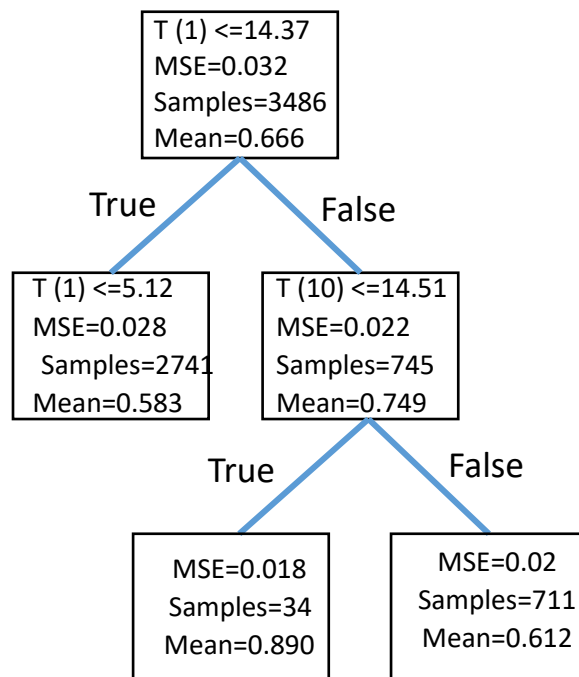 T (1) <=14.37
MSE=0.032
Samples=3486
Mean=0.666
True
False
T (1) <=5.12
MSE=0.028
Samples=2741
Mean=0.583
T (10) <=14.51
MSE=0.022
Samples=745
Mean=0.749
True
False
MSE=0.018
Samples=34
Mean=0.890
MSE=0.02
Samples=711
Mean=0.612